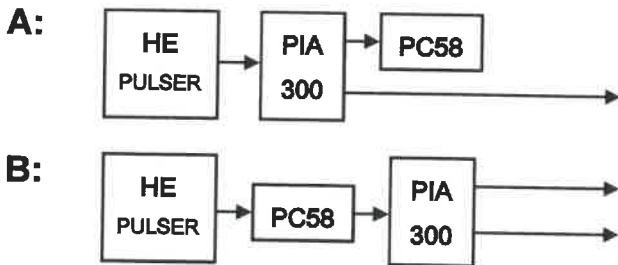 A:
HE
PULSER
PIA
300
PC58
B:
HE
PULSER
PC58
PIA
300